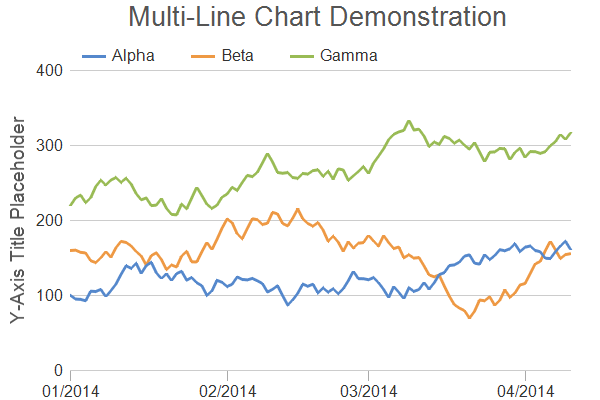 Multi-Line Chart Demonstration
Alpha Beta Gamma
Y-Axis Title Placeholder
400
300
200
100
0
01/2014 02/2014 03/2014 04/2014